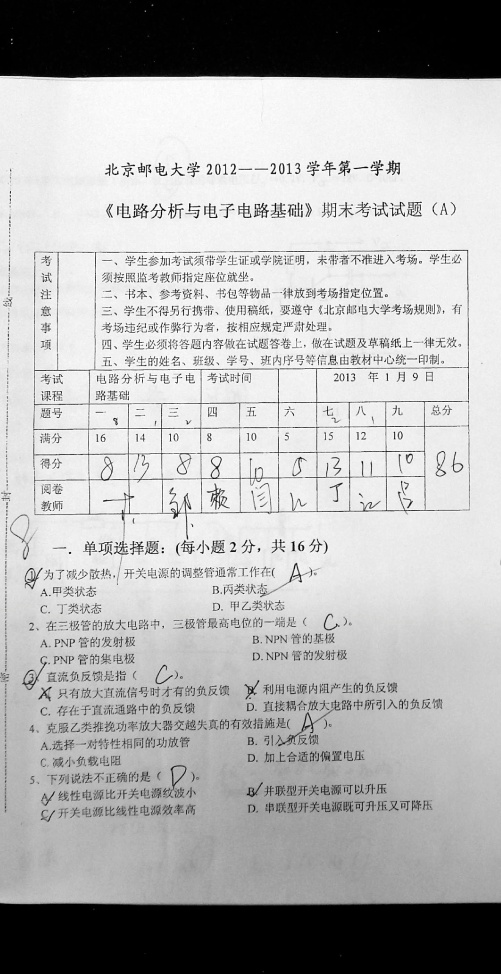 北京邮电大学 2012——2013 学年第一学期
《电路分析与电子电路基础》期末考试试题（A）
考试注意事项
一、学生参加考试须带学生证或学院证明，未带者不准进入考场。学生必须按照监考教师指定座位就坐。
二、书本、参考资料、书包等物品一律放到考场指定位置。
三、学生不得另行携带、使用稿纸，要遵守《北京邮电大学考场规则》，有考场违纪或作弊行为者，按相应规定严肃处理。
四、学生必须将答题内容做在试题答卷上，做在试题及草稿纸上一律无效。
五、学生的姓名、班级、学号、班内序号等信息由教材中心统一印制。
考试课程 电路分析与电子电路基础 考试时间 2013 年 1 月 9 日
题号 一 二 三 四 五 六 七 八 九 总分
8 1 2 2 1
满分 16 14 10 8 10 5 15 12 10
得分 8 13 8 8 10 5 13 11 10 86
阅卷教师 邹 赖 闫 丁
线
封
密
8
一．单项选择题：(每小题 2 分，共 16 分)
1、为了减少散热，开关电源的调整管通常工作在( A )。
A.甲类状态 B.丙类状态
C. 丁类状态 D. 甲乙类状态
2、在三极管的放大电路中，三极管最高电位的一端是（ C ）。
A. PNP 管的发射极 B. NPN 管的基极
C. PNP 管的集电极 D. NPN 管的发射极
3、直流负反馈是指（ C ）。
A. 只有放大直流信号时才有的负反馈 B. 利用电源内阻产生的负反馈
C. 存在于直流通路中的负反馈 D. 直接耦合放大电路中所引入的负反馈
4、克服乙类推挽功率放大器交越失真的有效措施是( A )。
A.选择一对特性相同的功放管 B. 引入负反馈
C. 减小负载电阻 D. 加上合适的偏置电压
5、下列说法不正确的是（ D ）。
A. 线性电源比开关电源纹波小 B. 并联型开关电源可以升压
C. 开关电源比线性电源效率高 D. 串联型开关电源既可升压又可降压